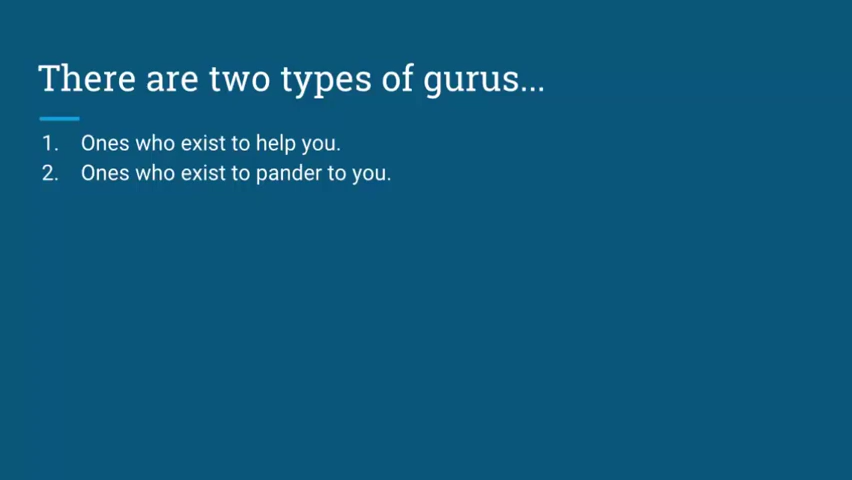 There are two types of gurus...
1. Ones who exist to help you.
2. Ones who exist to pander to you.